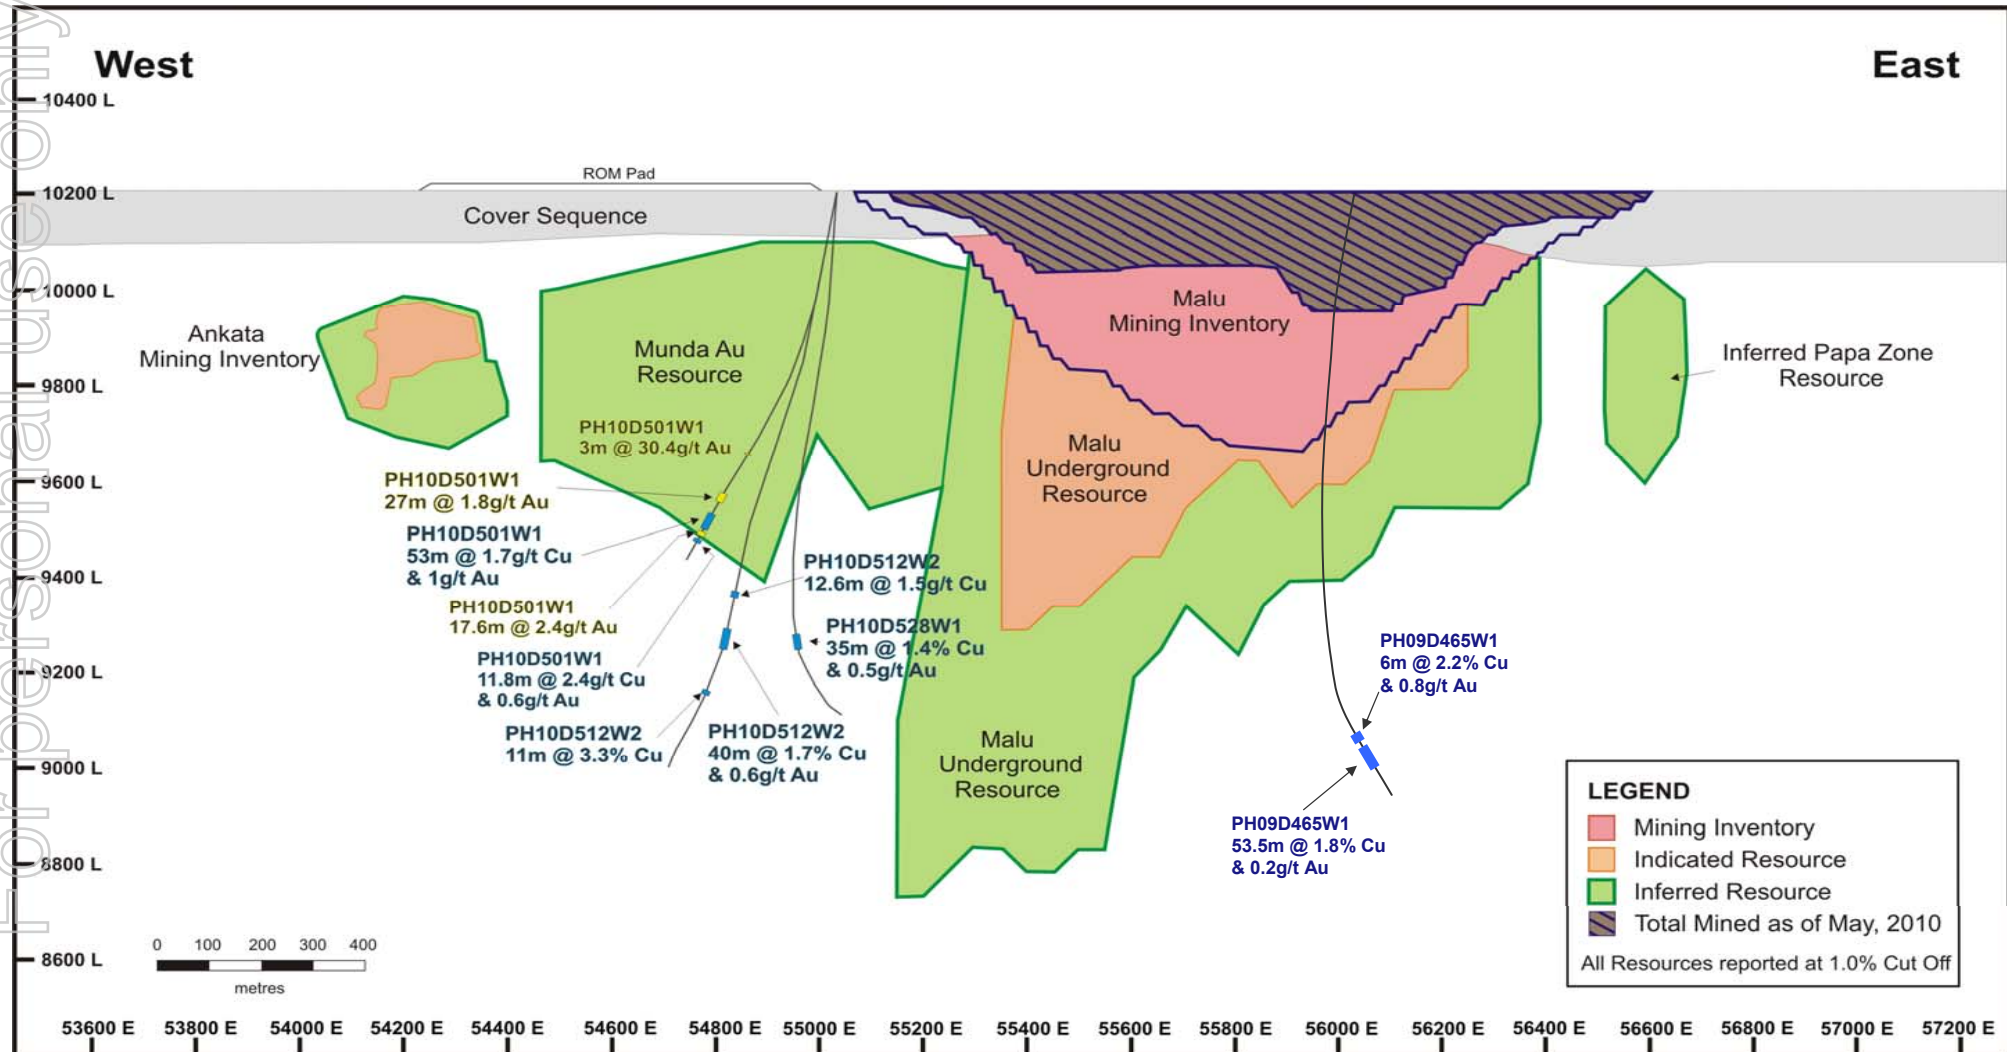 For personal use only
West
East
10400 L
10200 L
10000 L
9800 L
9600 L
9400 L
9200 L
9000 L
8800 L
8600 L
ROM Pad
Cover Sequence
Ankata
Mining Inventory
Munda Au
Resource
Malu
Mining Inventory
Inferred Papa Zone
Resource
Malu
Underground
Resource
PH10D501W1
3m @ 30.4g/t Au
PH10D501W1
27m @ 1.8g/t Au
PH10D501W1
53m @ 1.7g/t Cu
& 1g/t Au
PH10D501W1
17.6m @ 2.4g/t Au
PH10D501W1
11.8m @ 2.4g/t Cu
& 0.6g/t Au
PH10D512W2
11m @ 3.3% Cu
PH10D512W2
12.6m @ 1.5g/t Cu
PH10D528W1
35m @ 1.4% Cu
& 0.5g/t Au
PH10D512W2
40m @ 1.7% Cu
& 0.6g/t Au
Malu
Underground
Resource
PH09D465W1
6m @ 2.2% Cu
& 0.8g/t Au
PH09D465W1
53.5m @ 1.8% Cu
& 0.2g/t Au
LEGEND
Mining Inventory
Indicated Resource
Inferred Resource
Total Mined as of May, 2010
All Resources reported at 1.0% Cut Off
0 100 200 300 400
metres
53600 E 53800 E 54000 E 54200 E 54400 E 54600 E 54800 E 55000 E 55200 E 55400 E 55600 E 55800 E 56000 E 56200 E 56400 E 56600 E 56800 E 57000 E 57200 E